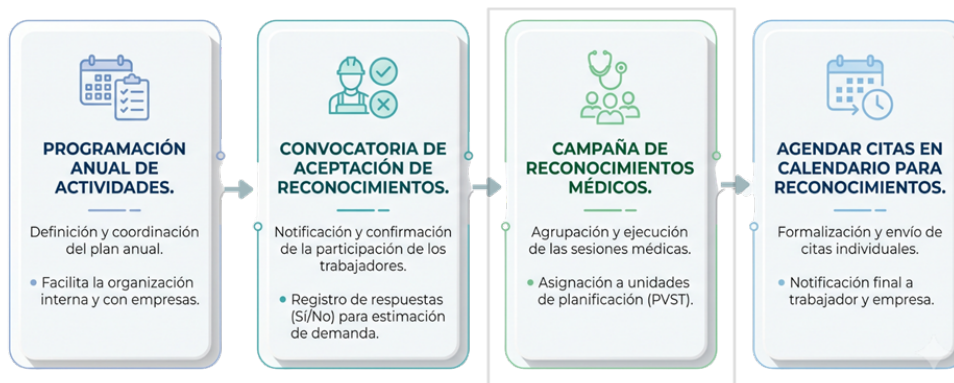 PROGRAMACIÓN
ANUAL DE
ACTIVIDADES.
Definición y coordinación
del plan anual.
• Facilita la organización
interna y con empresas.
CONVOCATORIA DE
ACEPTACIÓN DE
RECONOCIMIENTOS.
Notificación y confirmación
de la participación de los
trabajadores.
• Registro de respuestas
(Sí/No) para estimación
de demanda.
CAMPAÑA DE
RECONOCIMIENTOS
MÉDICOS.
Agrupación y ejecución
de las sesiones médicas.
• Asignación a unidades
de planificación (PVST).
AGENDAR CITAS EN
CALENDARIO PARA
RECONOCIMIENTOS.
Formalización y envío de
citas individuales.
• Notificación final a
trabajador y empresa.